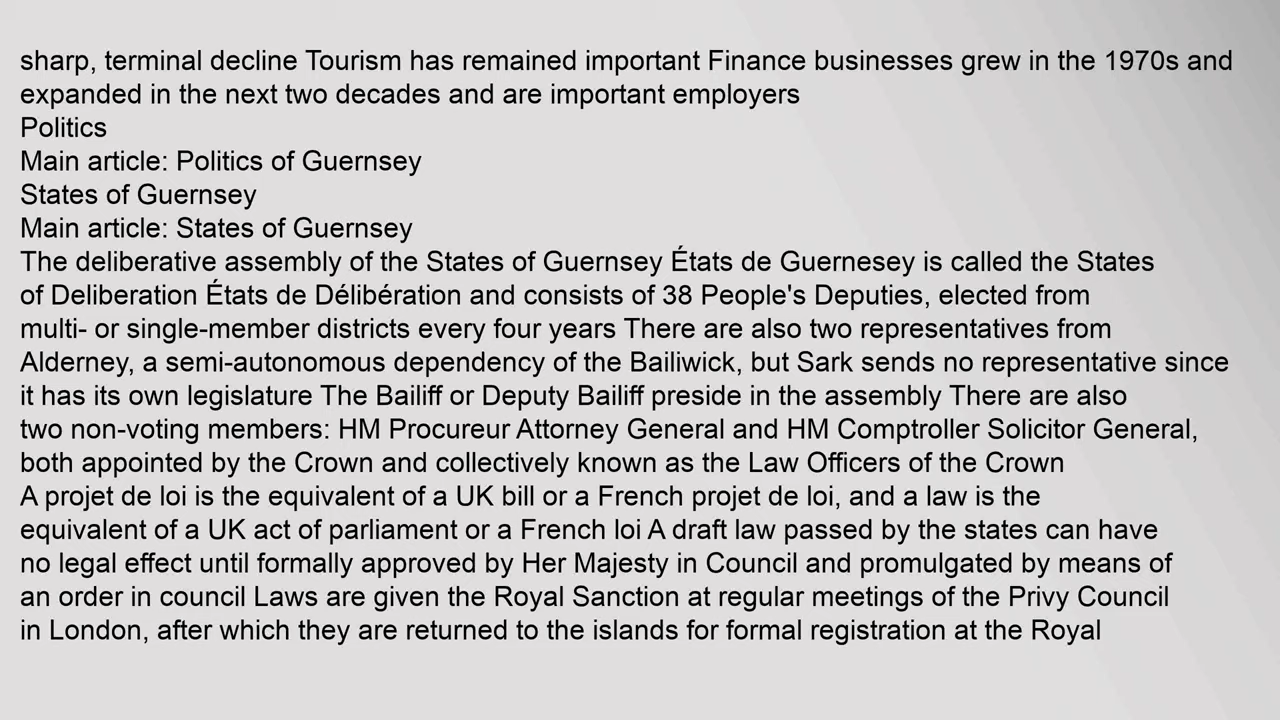 sharp, terminal decline Tourism has remained important Finance businesses grew in the 1970s and
expanded in the next two decades and are important employers
Politics
Main article: Politics of Guernsey
States of Guernsey
Main article: States of Guernsey
The deliberative assembly of the States of Guernsey États de Guernesey is called the States
of Deliberation États de Délibération and consists of 38 People's Deputies, elected from
multi- or single-member districts every four years There are also two representatives from
Alderney, a semi-autonomous dependency of the Bailiwick, but Sark sends no representative since
it has its own legislature The Bailiff or Deputy Bailiff preside in the assembly There are also
two non-voting members: HM Procureur Attorney General and HM Comptroller Solicitor General,
both appointed by the Crown and collectively known as the Law Officers of the Crown
A projet de loi is the equivalent of a UK bill or a French projet de loi, and a law is the
equivalent of a UK act of parliament or a French loi A draft law passed by the states can have
no legal effect until formally approved by Her Majesty in Council and promulgated by means of
an order in council Laws are given the Royal Sanction at regular meetings of the Privy Council
in London, after which they are returned to the islands for formal registration at the Royal